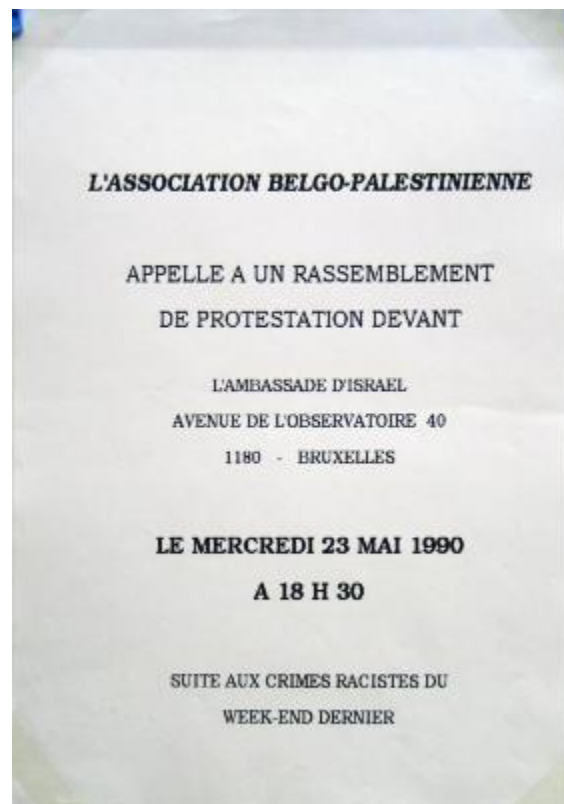 L'ASSOCIATION BELGO-PALESTINIENNE
APPELLE A UN RASSEMBLEMENT
DE PROTESTATION DEVANT
L'AMBASSADE D'ISRAEL
AVENUE DE L'OBSERVATOIRE 40
1180 - BRUXELLES
LE MERCREDI 23 MAI 1990
A 18 H 30
SUITE AUX CRIMES RACISTES DU
WEEK-END DERNIER